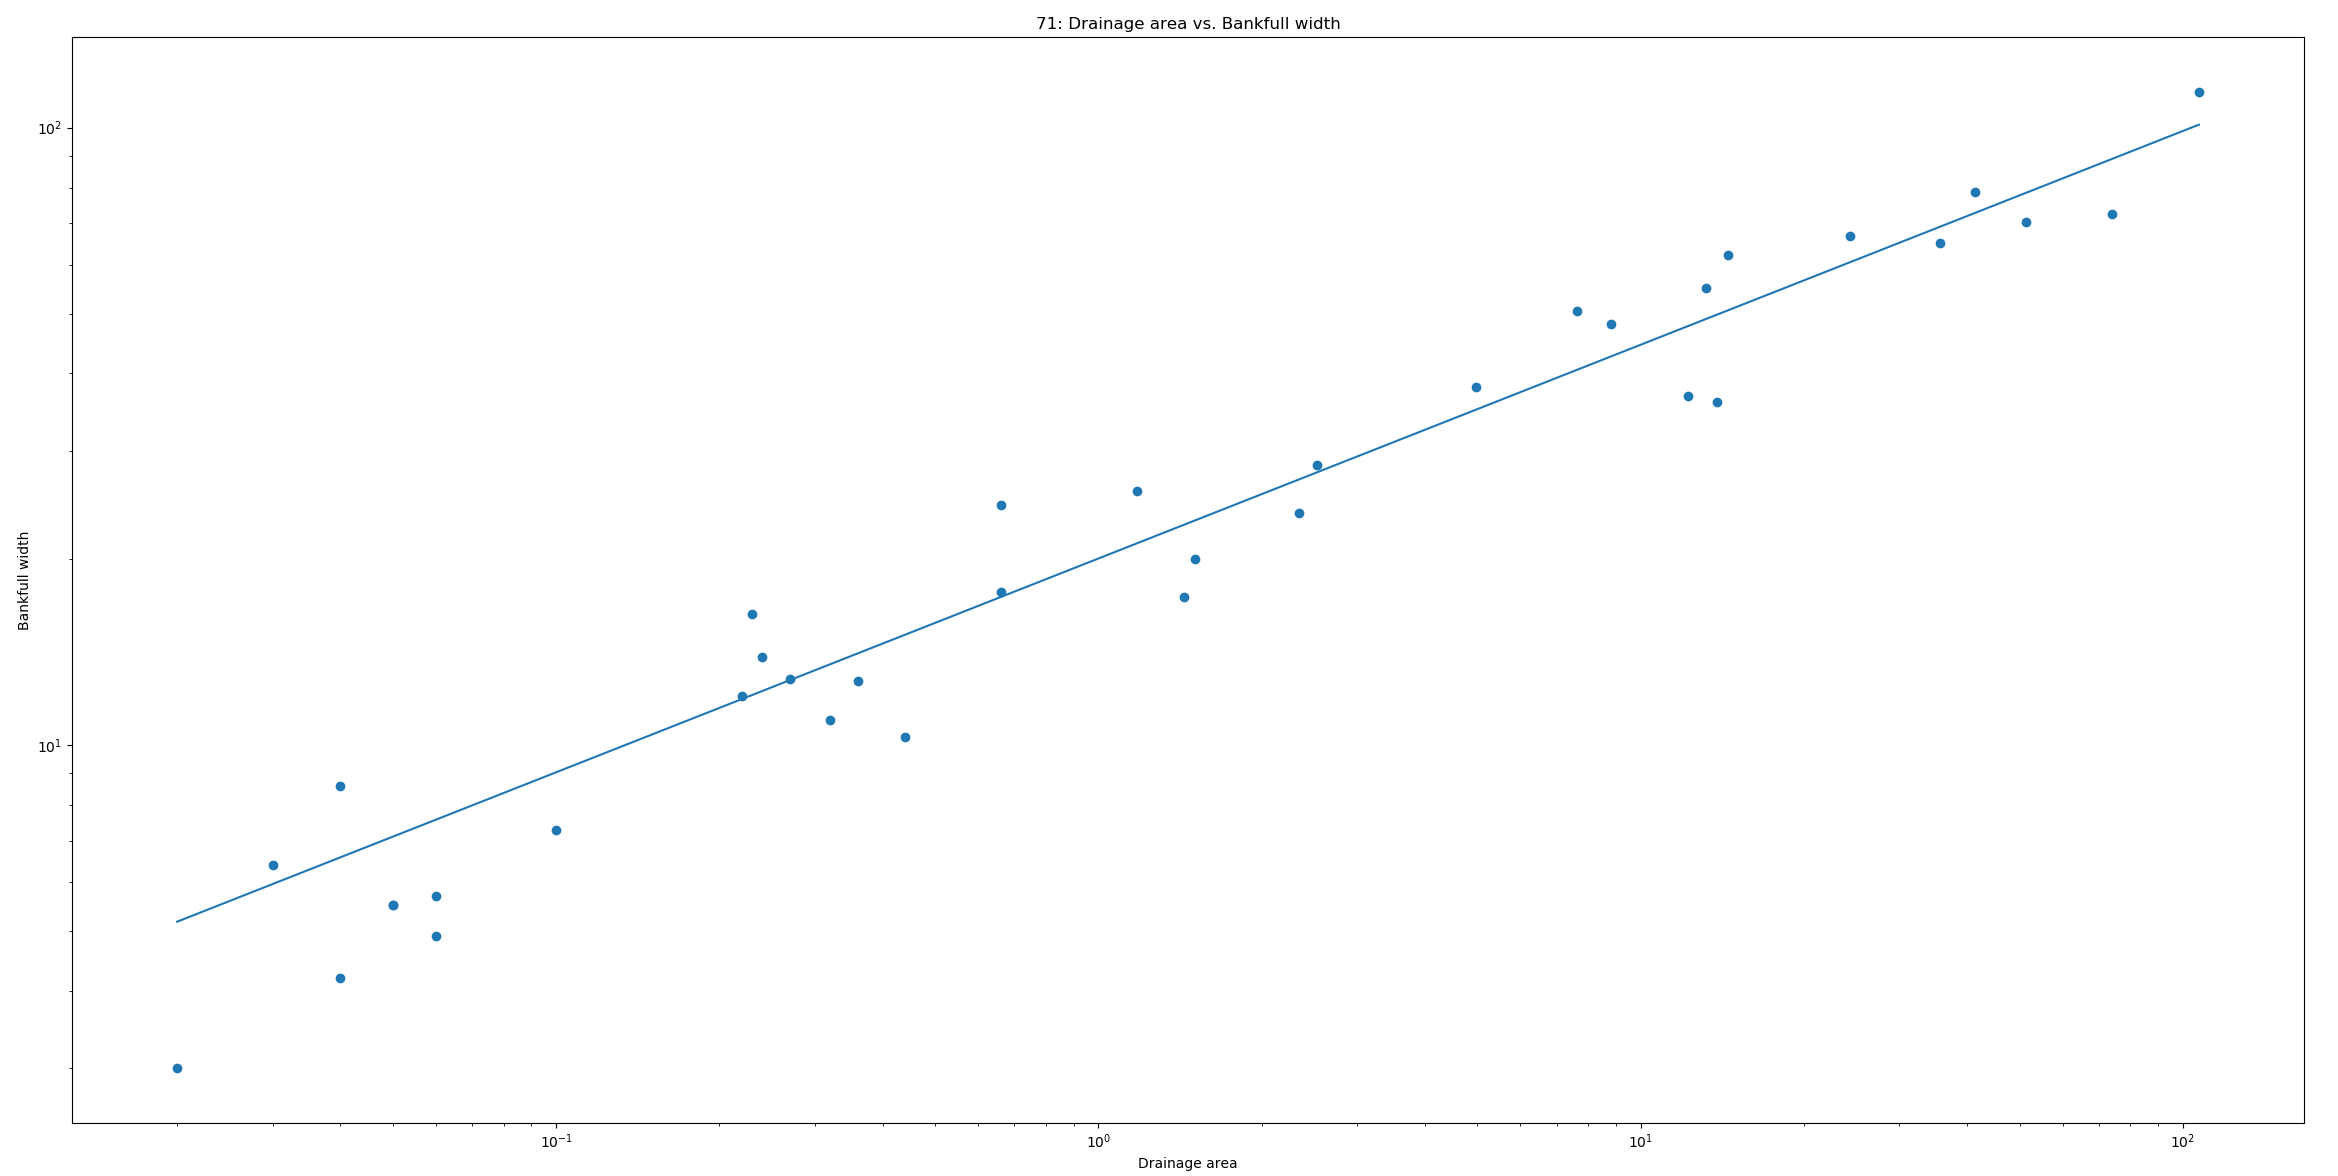 71: Drainage area vs. Bankfull width
10²
10¹
Bankfull width
10⁻¹ 10⁰ 10¹ 10²
Drainage area